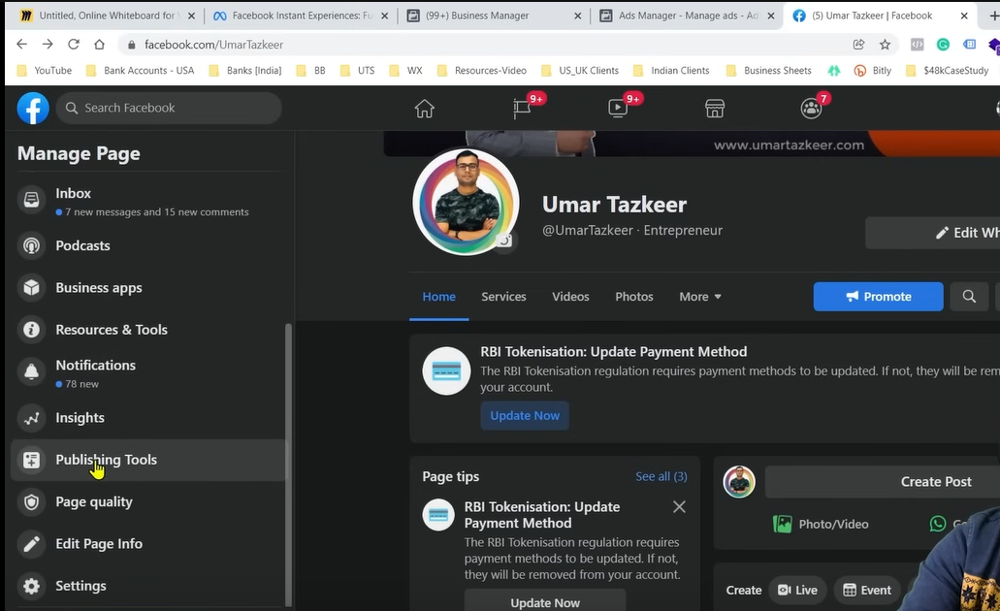 Untitled, Online Whiteboard for
Facebook Instant Experiences: Fu
(99+) Business Manager
Ads Manager - Manage ads - Ad
(5) Umar Tazkeer | Facebook
facebook.com/UmarTazkeer
YouTube
Bank Accounts - USA
Banks [India]
BB
UTS
WX
Resources-Video
US_UK Clients
Indian Clients
Business Sheets
Bitly
$48kCaseStudy
Search Facebook
9+
9+
7
Manage Page
Inbox
7 new messages and 15 new comments
Podcasts
Business apps
Resources & Tools
Notifications
78 new
Insights
Publishing Tools
Page quality
Edit Page Info
Settings
www.umartazkeer.com
Umar Tazkeer
@UmarTazkeer · Entrepreneur
Edit Wh
Home
Services
Videos
Photos
More
Promote
RBI Tokenisation: Update Payment Method
The RBI Tokenisation regulation requires payment methods to be updated. If not, they will be rem
your account.
Update Now
Page tips
See all (3)
RBI Tokenisation: Update
Payment Method
The RBI Tokenisation regulation requires
payment methods to be updated. If not,
they will be removed from your account.
Update Now
Create Post
Photo/Video
G
Create
Live
Event